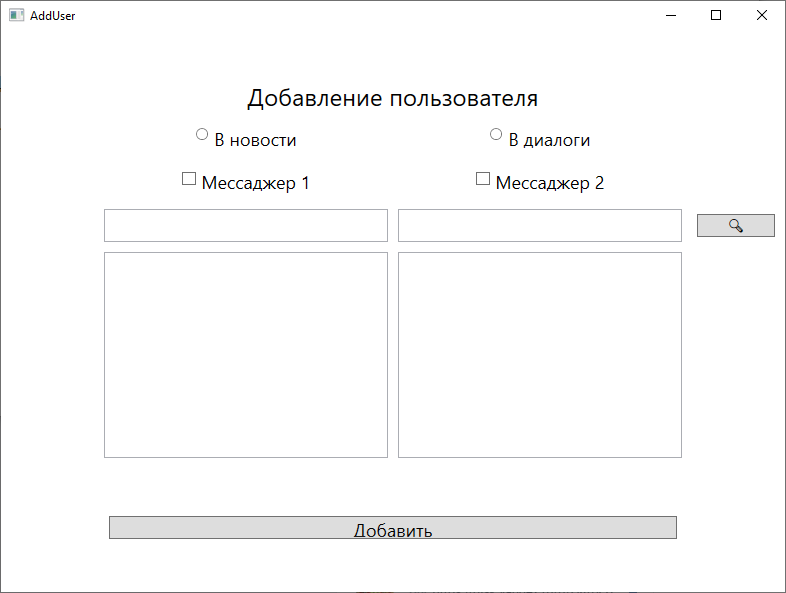 AddUser
Добавление пользователя
В новости В диалоги
Мессаджер 1 Мессаджер 2
Добавить